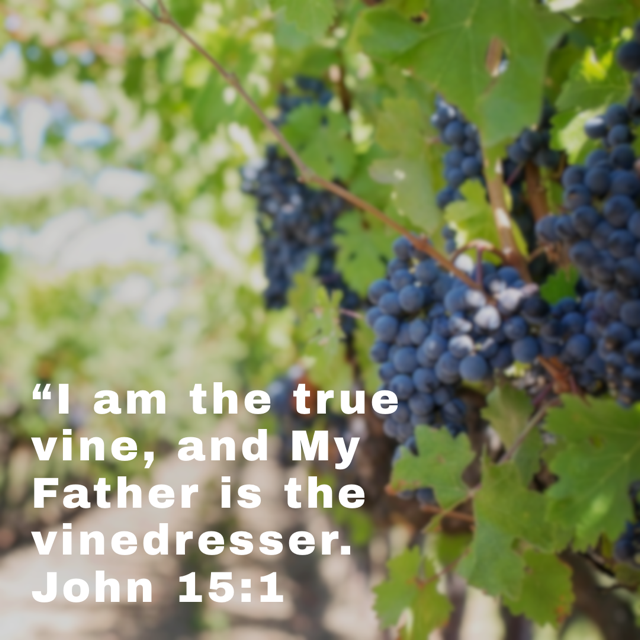 “I am the true
vine, and My
Father is the
vinedresser.
John 15:1